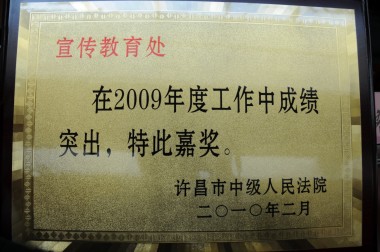 宣传教育处
在2009年度工作中成绩
突出，特此嘉奖。
许昌市中级人民法院
二〇一〇年二月